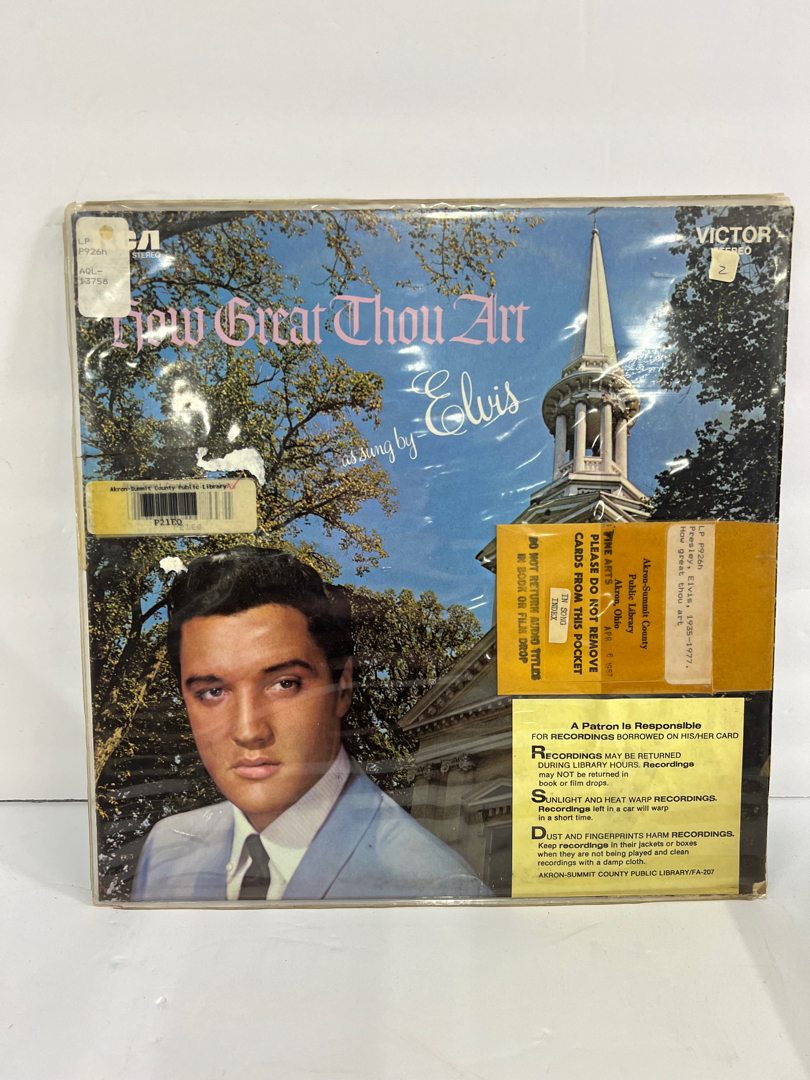 LP
P926h
AQL-
13758
STEREO
VICTOR
STEREO
2
How Great Thou Art
as sung by Elvis
Akron-Summit County Public Library
P21EO
LP P926h
Presley, Elvis, 1935-1977.
How great thou art
Akron-Summit County
Public Library
Akron, Ohio
FINE ARTS APR 6 1987
PLEASE DO NOT REMOVE
CARDS FROM THIS POCKET
IN SONG
INDEX
DO NOT RETURN AUDIO TITLES
IN BOOK OR FILM DROP
A Patron Is Responsible
FOR RECORDINGS BORROWED ON HIS/HER CARD
RECORDINGS MAY BE RETURNED
DURING LIBRARY HOURS. Recordings
may NOT be returned in
book or film drops.
SUNLIGHT AND HEAT WARP RECORDINGS.
Recordings left in a car will warp
in a short time.
DUST AND FINGERPRINTS HARM RECORDINGS.
Keep recordings in their jackets or boxes
when they are not being played and clean
recordings with a damp cloth.
AKRON-SUMMIT COUNTY PUBLIC LIBRARY/FA-207